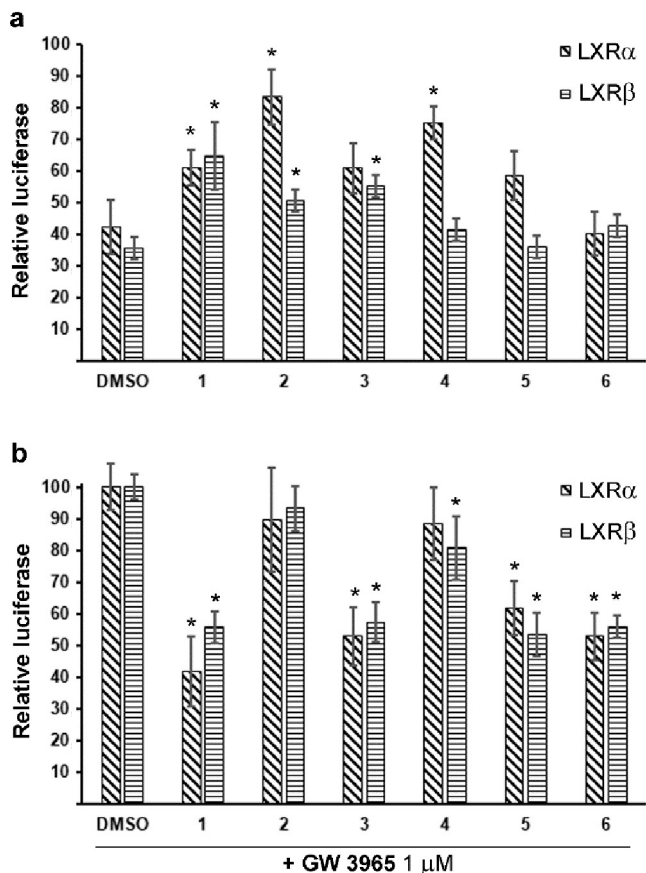 a
Relative luciferase
100
90
80
70
60
50
40
30
20
10
LXRα
LXRβ
* * * * * *
DMSO 1 2 3 4 5 6
b
Relative luciferase
100
90
80
70
60
50
40
30
20
10
LXRα
LXRβ
* * * * * * * * *
DMSO 1 2 3 4 5 6
+ GW 3965 1 µM